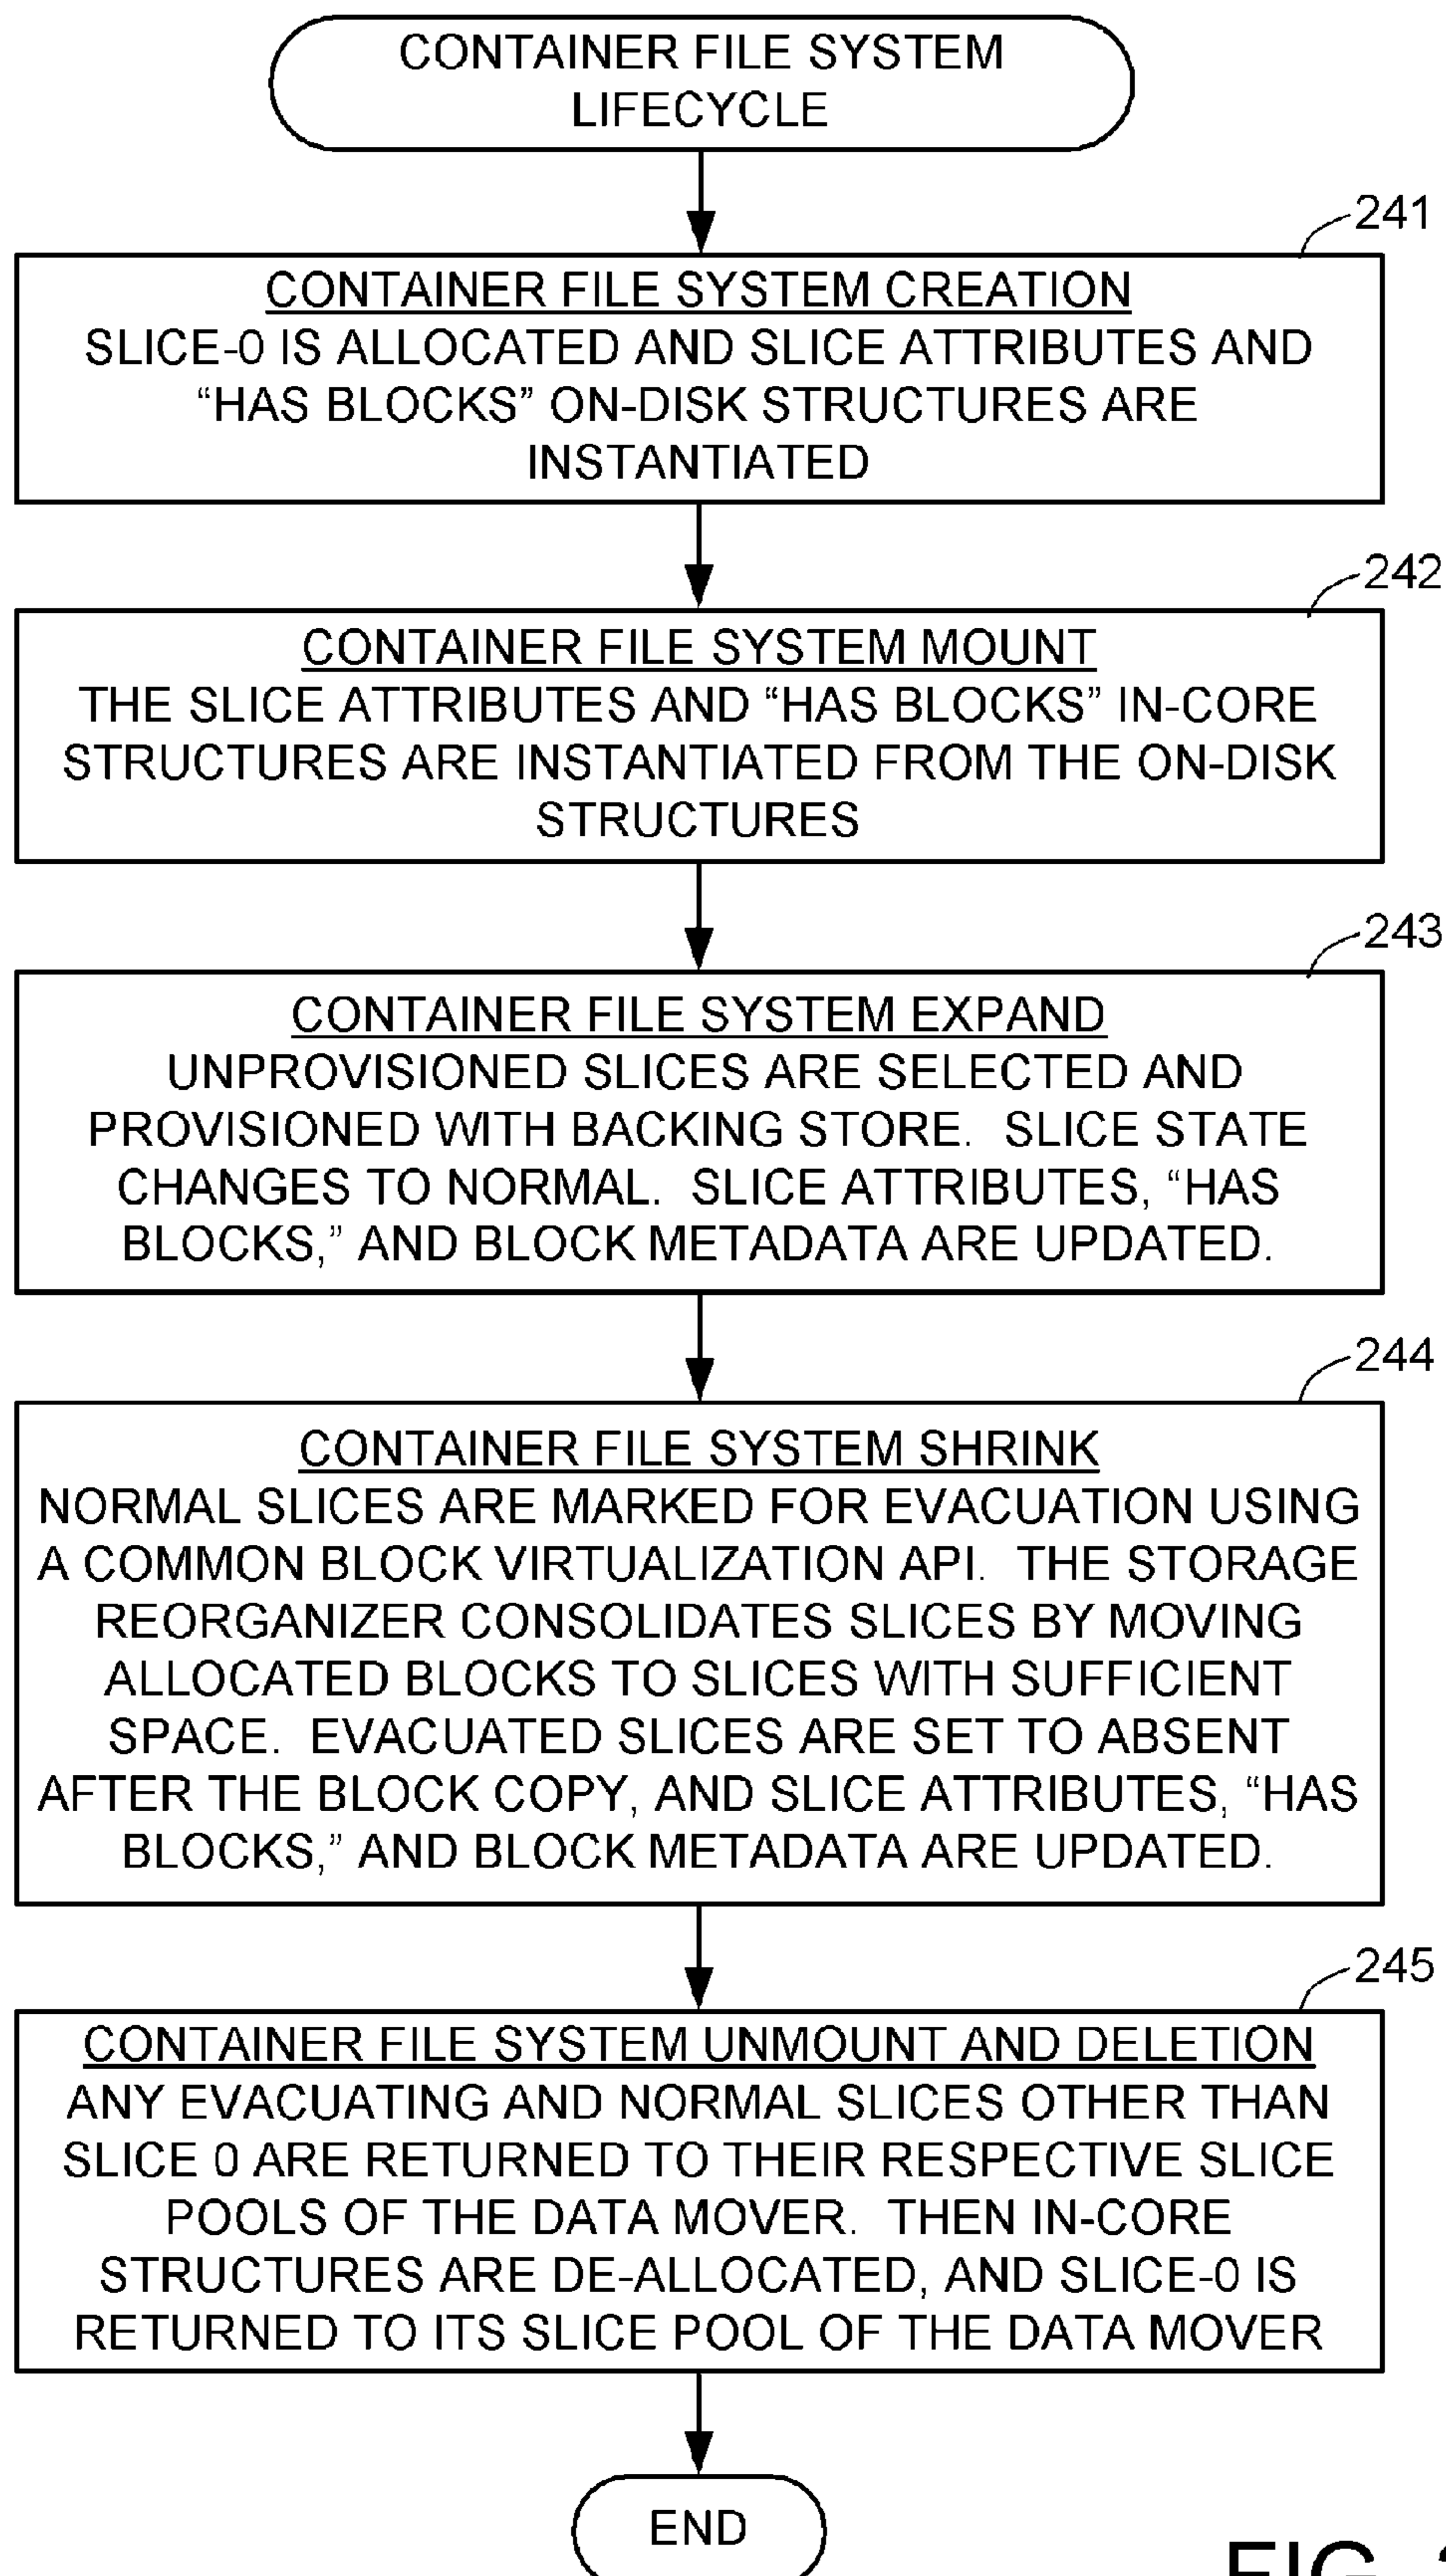 CONTAINER FILE SYSTEM
LIFECYCLE
241
CONTAINER FILE SYSTEM CREATION
SLICE-0 IS ALLOCATED AND SLICE ATTRIBUTES AND
“HAS BLOCKS” ON-DISK STRUCTURES ARE
INSTANTIATED
242
CONTAINER FILE SYSTEM MOUNT
THE SLICE ATTRIBUTES AND “HAS BLOCKS” IN-CORE
STRUCTURES ARE INSTANTIATED FROM THE ON-DISK
STRUCTURES
243
CONTAINER FILE SYSTEM EXPAND
UNPROVISIONED SLICES ARE SELECTED AND
PROVISIONED WITH BACKING STORE. SLICE STATE
CHANGES TO NORMAL. SLICE ATTRIBUTES, “HAS
BLOCKS,” AND BLOCK METADATA ARE UPDATED.
244
CONTAINER FILE SYSTEM SHRINK
NORMAL SLICES ARE MARKED FOR EVACUATION USING
A COMMON BLOCK VIRTUALIZATION API. THE STORAGE
REORGANIZER CONSOLIDATES SLICES BY MOVING
ALLOCATED BLOCKS TO SLICES WITH SUFFICIENT
SPACE. EVACUATED SLICES ARE SET TO ABSENT
AFTER THE BLOCK COPY, AND SLICE ATTRIBUTES, “HAS
BLOCKS,” AND BLOCK METADATA ARE UPDATED.
245
CONTAINER FILE SYSTEM UNMOUNT AND DELETION
ANY EVACUATING AND NORMAL SLICES OTHER THAN
SLICE 0 ARE RETURNED TO THEIR RESPECTIVE SLICE
POOLS OF THE DATA MOVER. THEN IN-CORE
STRUCTURES ARE DE-ALLOCATED, AND SLICE-0 IS
RETURNED TO ITS SLICE POOL OF THE DATA MOVER
END
FIG.